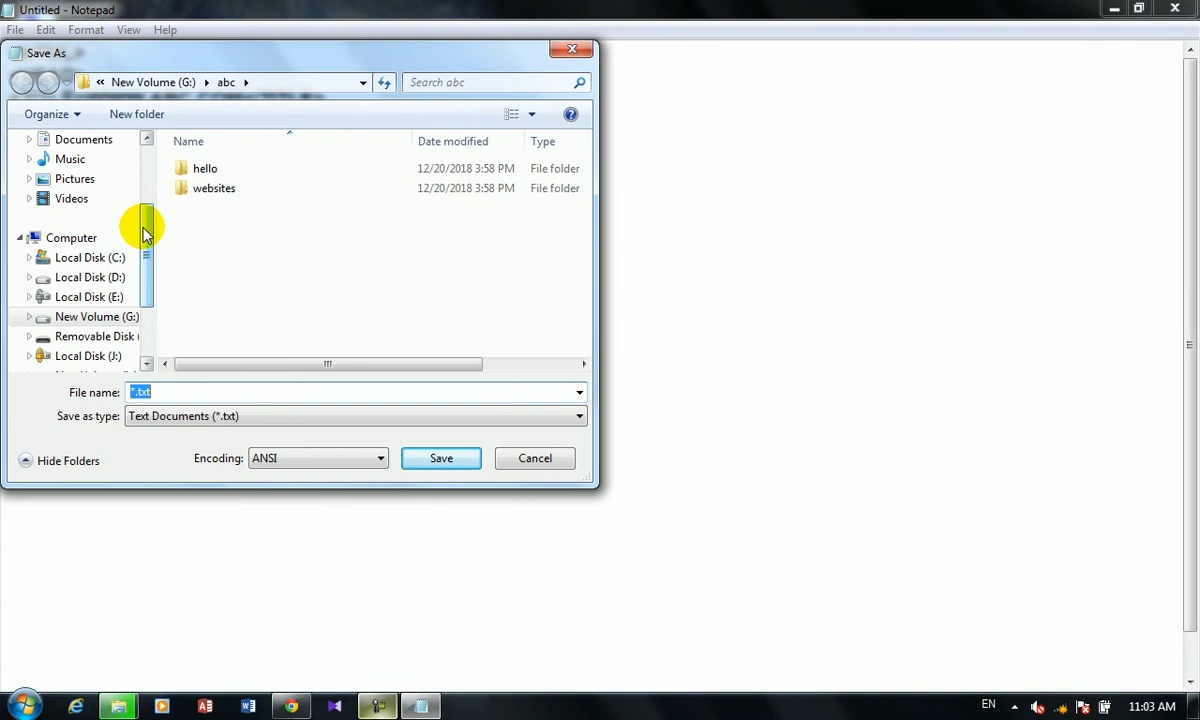 Untitled - Notepad
File Edit Format View Help
Save As
« New Volume (G:) abc
Search abc
Organize New folder
Documents
Music
Pictures
Videos
Computer
Local Disk (C:)
Local Disk (D:)
Local Disk (E:)
New Volume (G:)
Removable Disk
Local Disk (J:)
Name Date modified Type
hello 12/20/2018 3:58 PM File folder
websites 12/20/2018 3:58 PM File folder
File name: *.txt
Save as type: Text Documents (*.txt)
Hide Folders Encoding: ANSI Save Cancel
EN 11:03 AM